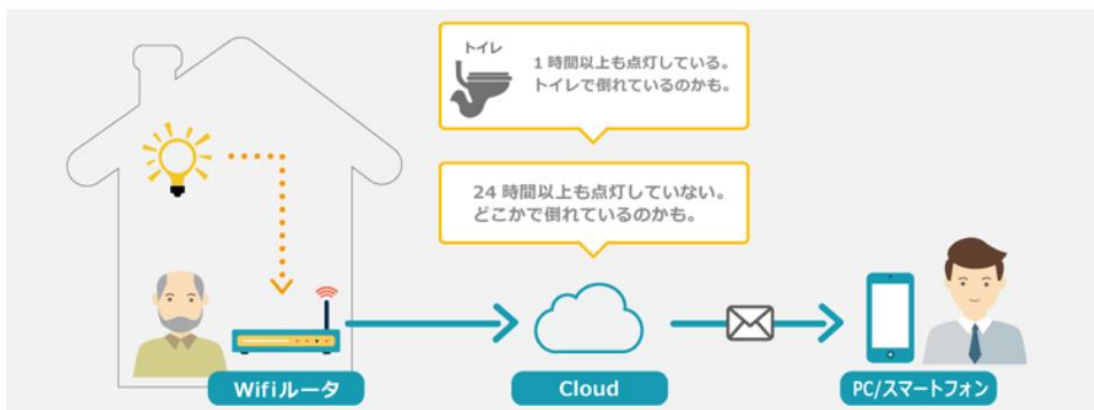 トイレ
1 時間以上も点灯している。
トイレで倒れているのかも。
24 時間以上も点灯していない。
どこかで倒れているのかも。
Wifiルータ
Cloud
PC/スマートフォン